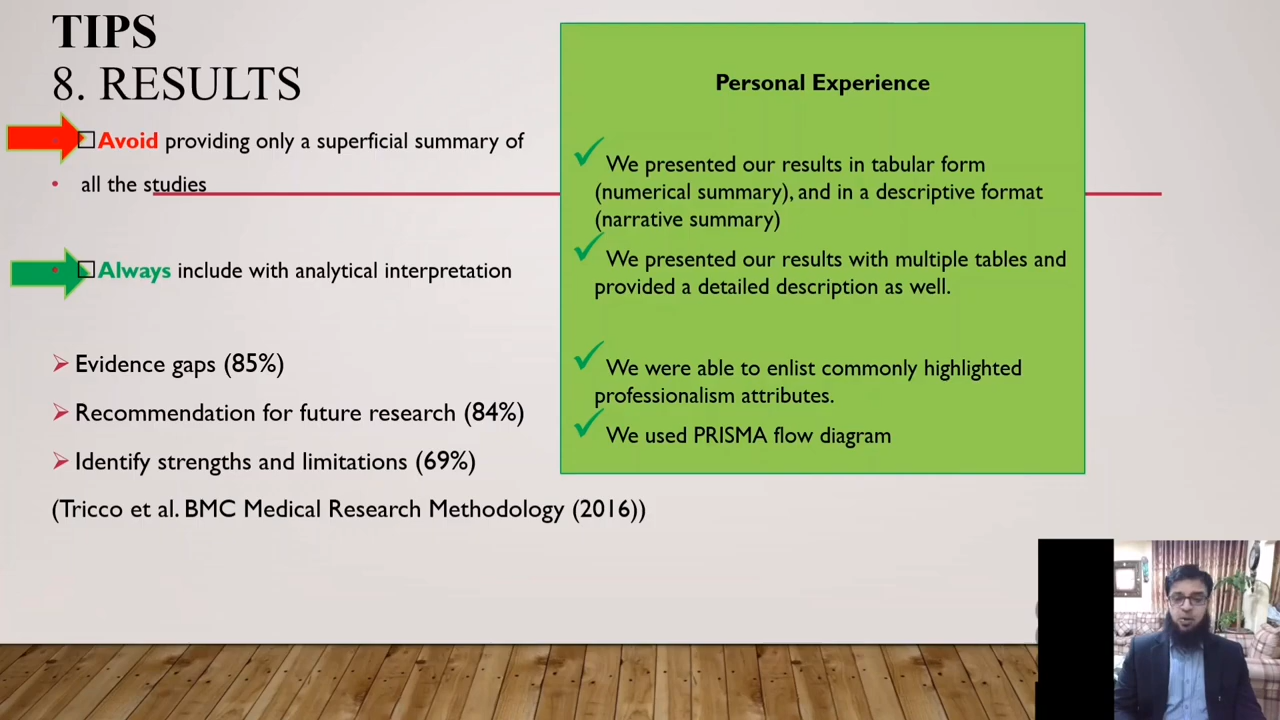 TIPS
8. RESULTS
Avoid providing only a superficial summary of
all the studies
Always include with analytical interpretation
Evidence gaps (85%)
Recommendation for future research (84%)
Identify strengths and limitations (69%)
(Tricco et al. BMC Medical Research Methodology (2016))
Personal Experience
We presented our results in tabular form
(numerical summary), and in a descriptive format
(narrative summary)
We presented our results with multiple tables and
provided a detailed description as well.
We were able to enlist commonly highlighted
professionalism attributes.
We used PRISMA flow diagram